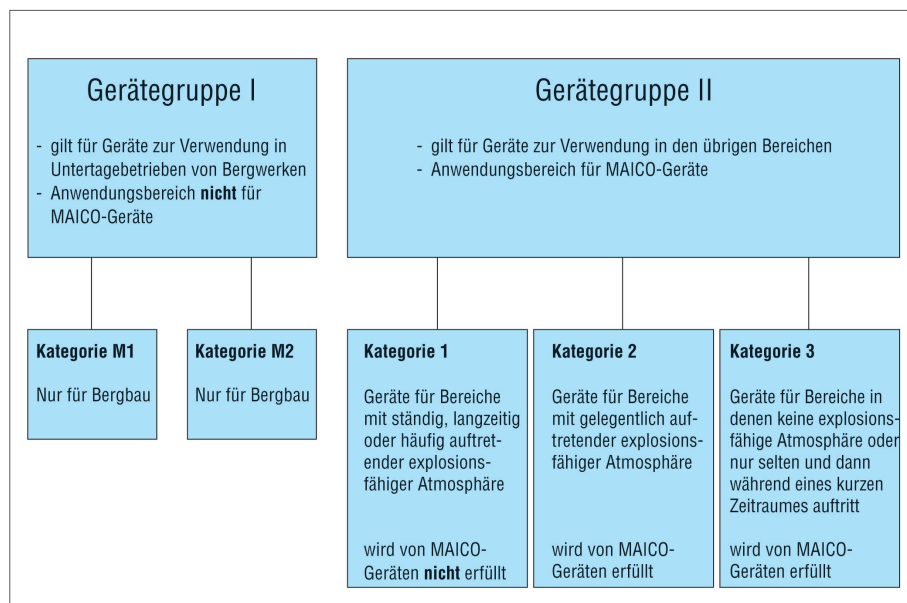 Gerätegruppe I
- gilt für Geräte zur Verwendung in
Untertagebetrieben von Bergwerken
- Anwendungsbereich nicht für
MAICO-Geräte
Gerätegruppe II
- gilt für Geräte zur Verwendung in den übrigen Bereichen
- Anwendungsbereich für MAICO-Geräte
Kategorie M1
Nur für Bergbau
Kategorie M2
Nur für Bergbau
Kategorie 1
Geräte für Bereiche
mit ständig, langzeitig
oder häufig auftret-
ender explosions-
fähiger Atmosphäre
wird von MAICO-
Geräten nicht erfüllt
Kategorie 2
Geräte für Bereiche
mit gelegentlich auf-
tretender explosions-
fähiger Atmosphäre
wird von MAICO-
Geräten erfüllt
Kategorie 3
Geräte für Bereiche in
denen keine explosions-
fähige Atmosphäre oder
nur selten und dann
während eines kurzen
Zeitraumes auftritt
wird von MAICO-
Geräten erfüllt